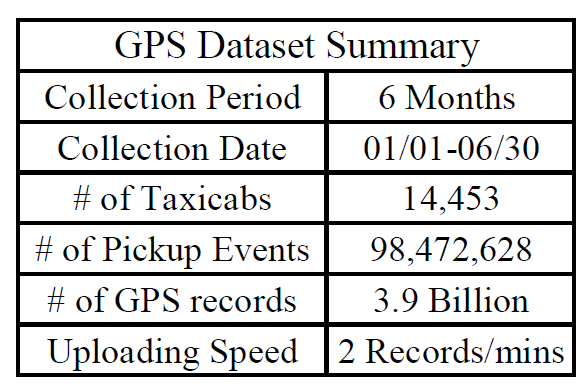 GPS Dataset Summary
Collection Period 6 Months
Collection Date 01/01-06/30
# of Taxicabs 14,453
# of Pickup Events 98,472,628
# of GPS records 3.9 Billion
Uploading Speed 2 Records/mins